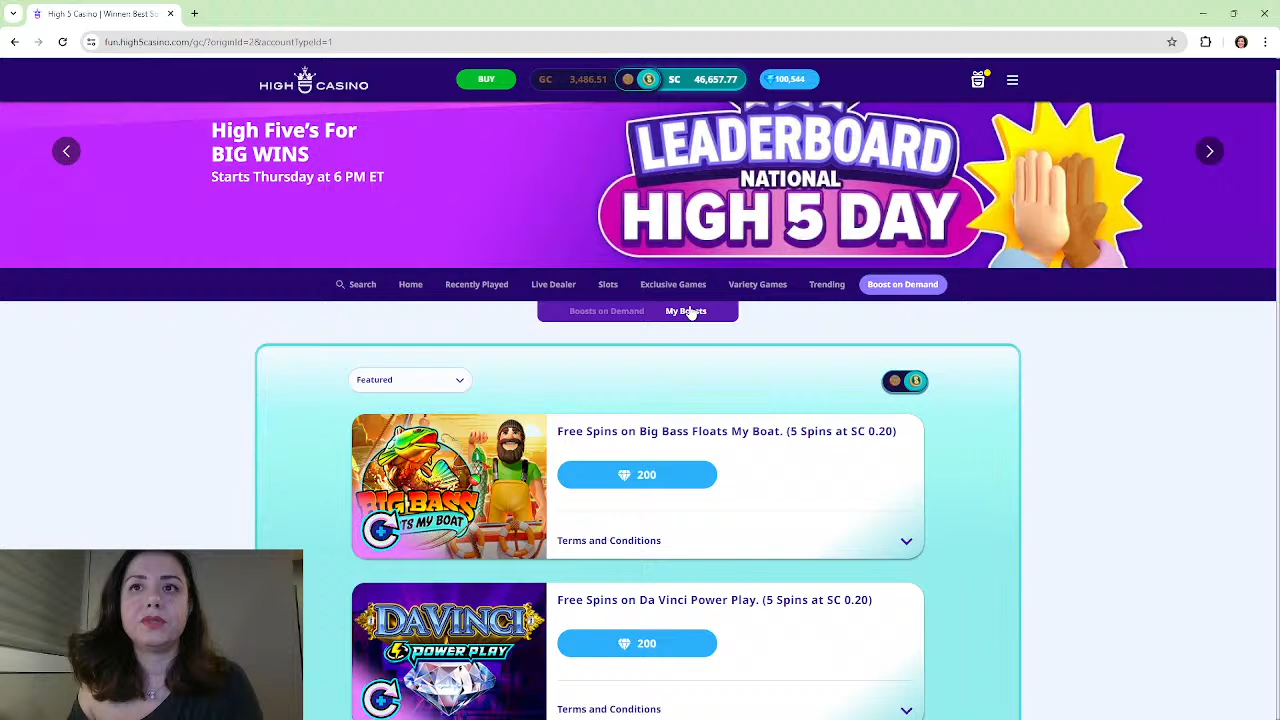 High 5 Casino | Winner: Best So
fun.high5casino.com/gc?originId=2&accountTypeId=1
HIGH 5 CASINO
BUY
GC 3,486.51
SC 46,657.77
100,544
High Five's For
BIG WINS
Starts Thursday at 6 PM ET
LEADERBOARD
NATIONAL
HIGH 5 DAY
Search
Home
Recently Played
Live Dealer
Slots
Exclusive Games
Variety Games
Trending
Boost on Demand
Boosts on Demand
My Boosts
Featured
BIG BASS
TS MY BOAT
Free Spins on Big Bass Floats My Boat. (5 Spins at SC 0.20)
200
Terms and Conditions
DAVINCI
POWER PLAY
Free Spins on Da Vinci Power Play. (5 Spins at SC 0.20)
200
Terms and Conditions